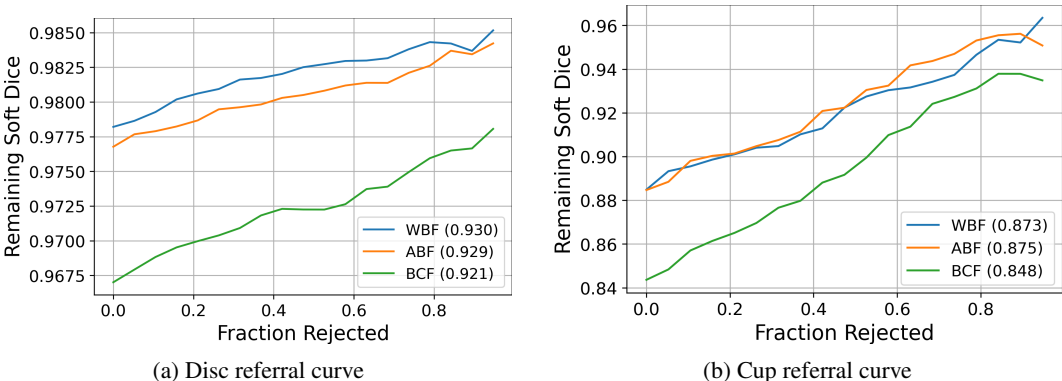 0.9850
0.9825
0.9800
0.9775
0.9750
0.9725
0.9700
0.9675
Remaining Soft Dice
0.0 0.2 0.4 0.6 0.8
Fraction Rejected
WBF (0.930)
ABF (0.929)
BCF (0.921)
(a) Disc referral curve
0.96
0.94
0.92
0.90
0.88
0.86
0.84
Remaining Soft Dice
0.0 0.2 0.4 0.6 0.8
Fraction Rejected
WBF (0.873)
ABF (0.875)
BCF (0.848)
(b) Cup referral curve